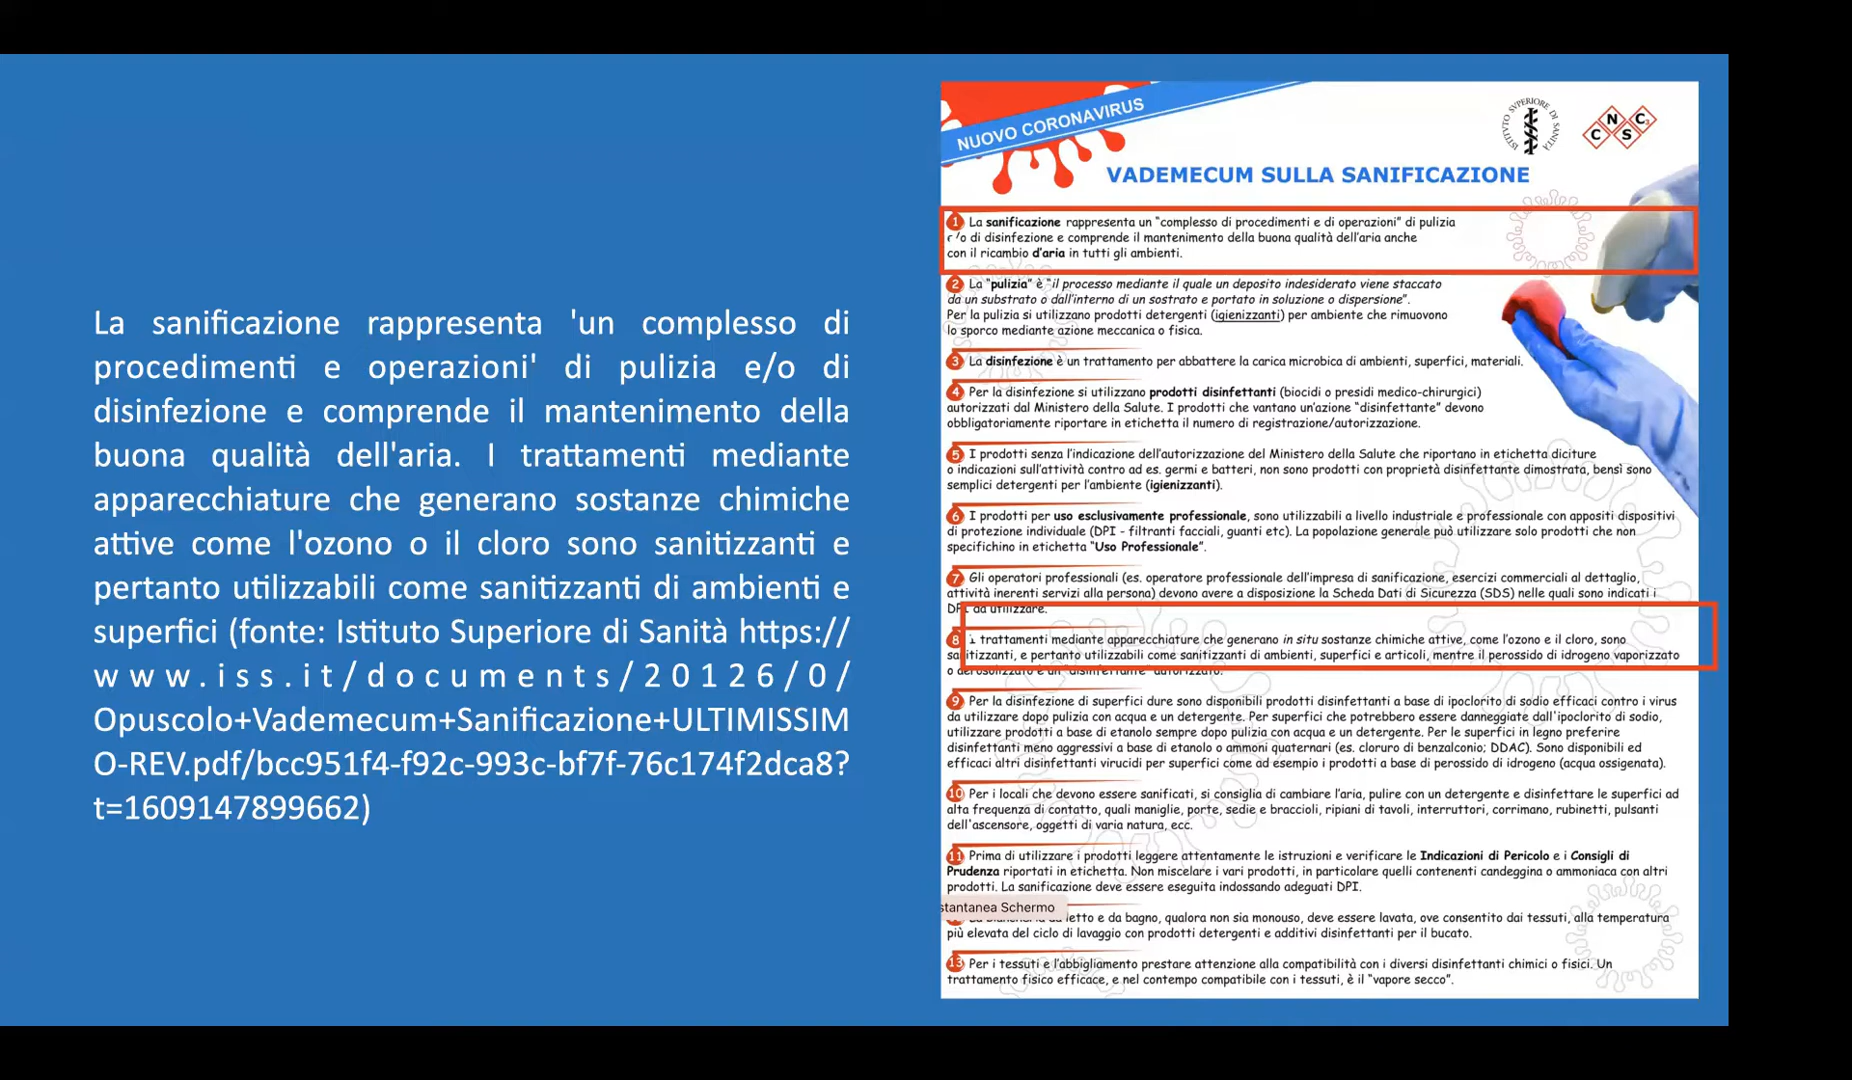 La sanificazione rappresenta 'un complesso di
procedimenti e operazioni' di pulizia e/o di
disinfezione e comprende il mantenimento della
buona qualità dell'aria. I trattamenti mediante
apparecchiature che generano sostanze chimiche
attive come l'ozono o il cloro sono sanitizzanti e
pertanto utilizzabili come sanitizzanti di ambienti e
superfici (fonte: Istituto Superiore di Sanità https://
www.iss.it/documents/20126/0/
Opuscolo+Vademecum+Sanificazione+ULTIMISSIM
O-REV.pdf/bcc951f4-f92c-993c-bf7f-76c174f2dca8?
t=1609147899662)
NUOVO CORONAVIRUS
ISTITUTO SVPERIORE DI SANITÀ
C N S C3
VADEMECUM SULLA SANIFICAZIONE
1 La sanificazione rappresenta un "complesso di procedimenti e di operazioni" di pulizia
e/o di disinfezione e comprende il mantenimento della buona qualità dell'aria anche
con il ricambio d'aria in tutti gli ambienti.
2 La "pulizia" è "il processo mediante il quale un deposito indesiderato viene staccato
da un substrato o dall'interno di un sostrato e portato in soluzione o dispersione".
Per la pulizia si utilizzano prodotti detergenti (igienizzanti) per ambiente che rimuovono
lo sporco mediante azione meccanica o fisica.
3 La disinfezione è un trattamento per abbattere la carica microbica di ambienti, superfici, materiali.
4 Per la disinfezione si utilizzano prodotti disinfettanti (biocidi o presidi medico-chirurgici)
autorizzati dal Ministero della Salute. I prodotti che vantano un'azione "disinfettante" devono
obbligatoriamente riportare in etichetta il numero di registrazione/autorizzazione.
5 I prodotti senza l'indicazione dell'autorizzazione del Ministero della Salute che riportano in etichetta diciture
o indicazioni sull'attività contro ad es. germi e batteri, non sono prodotti con proprietà disinfettante dimostrata, bensì sono
semplici detergenti per l'ambiente (igienizzanti).
6 I prodotti per uso esclusivamente professionale, sono utilizzabili a livello industriale e professionale con appositi dispositivi
di protezione individuale (DPI - filtranti facciali, guanti etc). La popolazione generale può utilizzare solo prodotti che non
specifichino in etichetta "Uso Professionale".
7 Gli operatori professionali (es. operatore professionale dell'impresa di sanificazione, esercizi commerciali al dettaglio,
attività inerenti servizi alla persona) devono avere a disposizione la Scheda Dati di Sicurezza (SDS) nelle quali sono indicati i
DPI da utilizzare.
8 I trattamenti mediante apparecchiature che generano in situ sostanze chimiche attive, come l'ozono e il cloro, sono
sanitizzanti, e pertanto utilizzabili come sanitizzanti di ambienti, superfici e articoli, mentre il perossido di idrogeno vaporizzato
o aerosolizzato è un "disinfettante" autorizzato.
9 Per la disinfezione di superfici dure sono disponibili prodotti disinfettanti a base di ipoclorito di sodio efficaci contro i virus
da utilizzare dopo pulizia con acqua e un detergente. Per superfici che potrebbero essere danneggiate dall'ipoclorito di sodio,
utilizzare prodotti a base di etanolo sempre dopo pulizia con acqua e un detergente. Per le superfici in legno preferire
disinfettanti meno aggressivi a base di etanolo o ammoni quaternari (es. cloruro di benzalconio; DDAC). Sono disponibili ed
efficaci altri disinfettanti virucidi per superfici come ad esempio i prodotti a base di perossido di idrogeno (acqua ossigenata).
10 Per i locali che devono essere sanificati, si consiglia di cambiare l'aria, pulire con un detergente e disinfettare le superfici ad
alta frequenza di contatto, quali maniglie, porte, sedie e braccioli, ripiani di tavoli, interruttori, corrimano, rubinetti, pulsanti
dell'ascensore, oggetti di varia natura, ecc.
11 Prima di utilizzare i prodotti leggere attentamente le istruzioni e verificare le Indicazioni di Pericolo e i Consigli di
Prudenza riportati in etichetta. Non miscelare i vari prodotti, in particolare quelli contenenti candeggina o ammoniaca con altri
prodotti. La sanificazione deve essere eseguita indossando adeguati DPI.
stantanea Schermo
letto e da bagno, qualora non sia monouso, deve essere lavata, ove consentito dai tessuti, alla temperatura
più elevata del ciclo di lavaggio con prodotti detergenti e additivi disinfettanti per il bucato.
13 Per i tessuti e l'abbigliamento prestare attenzione alla compatibilità con i diversi disinfettanti chimici o fisici. Un
trattamento fisico efficace, e nel contempo compatibile con i tessuti, è il "vapore secco".